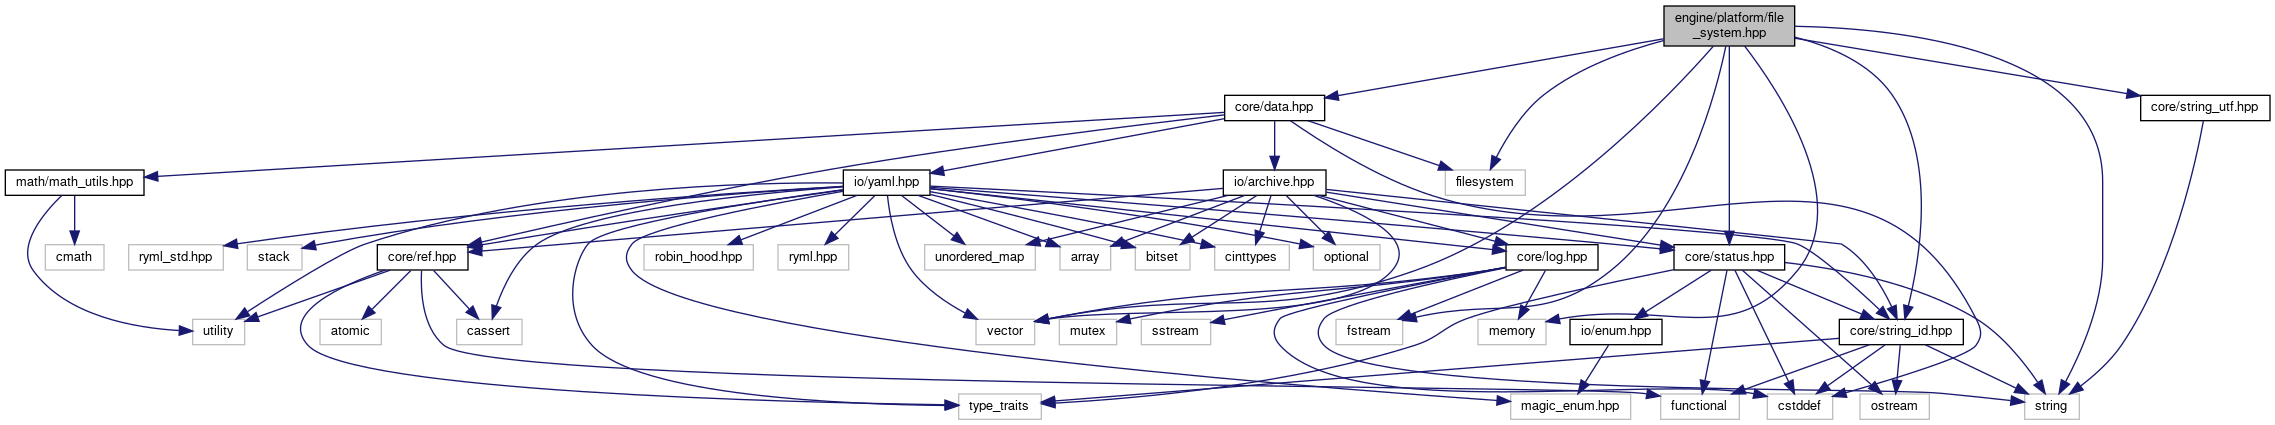 engine/platform/file
_system.hpp
core/data.hpp
core/string_utf.hpp
math/math_utils.hpp
io/yaml.hpp
io/archive.hpp
filesystem
cmath
ryml_std.hpp
stack
core/ref.hpp
robin_hood.hpp
ryml.hpp
unordered_map
array
bitset
cinttypes
optional
core/log.hpp
core/status.hpp
utility
atomic
cassert
vector
mutex
sstream
fstream
memory
io/enum.hpp
core/string_id.hpp
type_traits
magic_enum.hpp
functional
cstddef
ostream
string